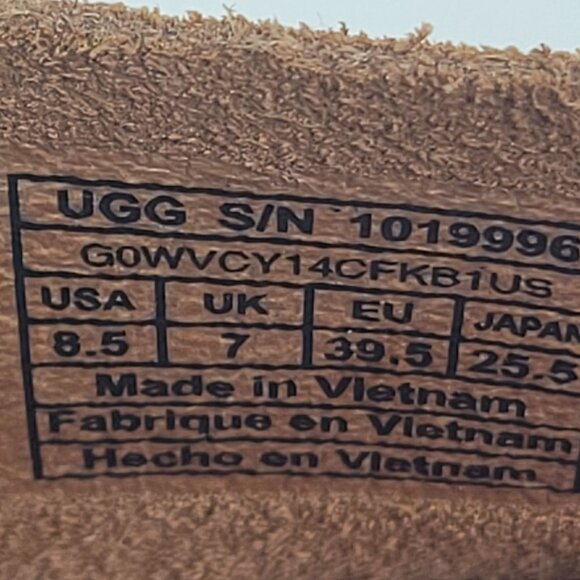 UGG S/N 1019996
G0WVCY14CFKB1US
USA UK EU JAPAN
8.5 7 39.5 25.5
Made in Vietnam
Fabrique en Vietnam
Hecho en Vietnam